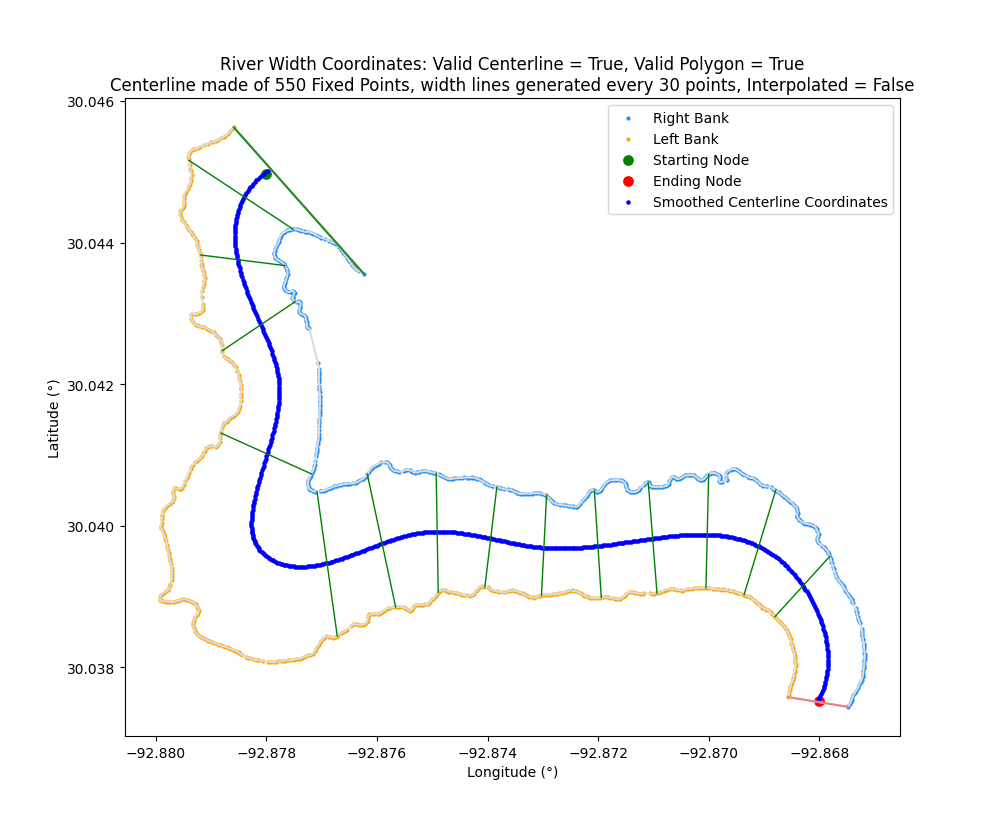 River Width Coordinates: Valid Centerline = True, Valid Polygon = True
Centerline made of 550 Fixed Points, width lines generated every 30 points, Interpolated = False
Right Bank
Left Bank
Starting Node
Ending Node
Smoothed Centerline Coordinates
30.046
30.044
30.042
30.040
30.038
Latitude (°)
−92.880
−92.878
−92.876
−92.874
−92.872
−92.870
−92.868
Longitude (°)